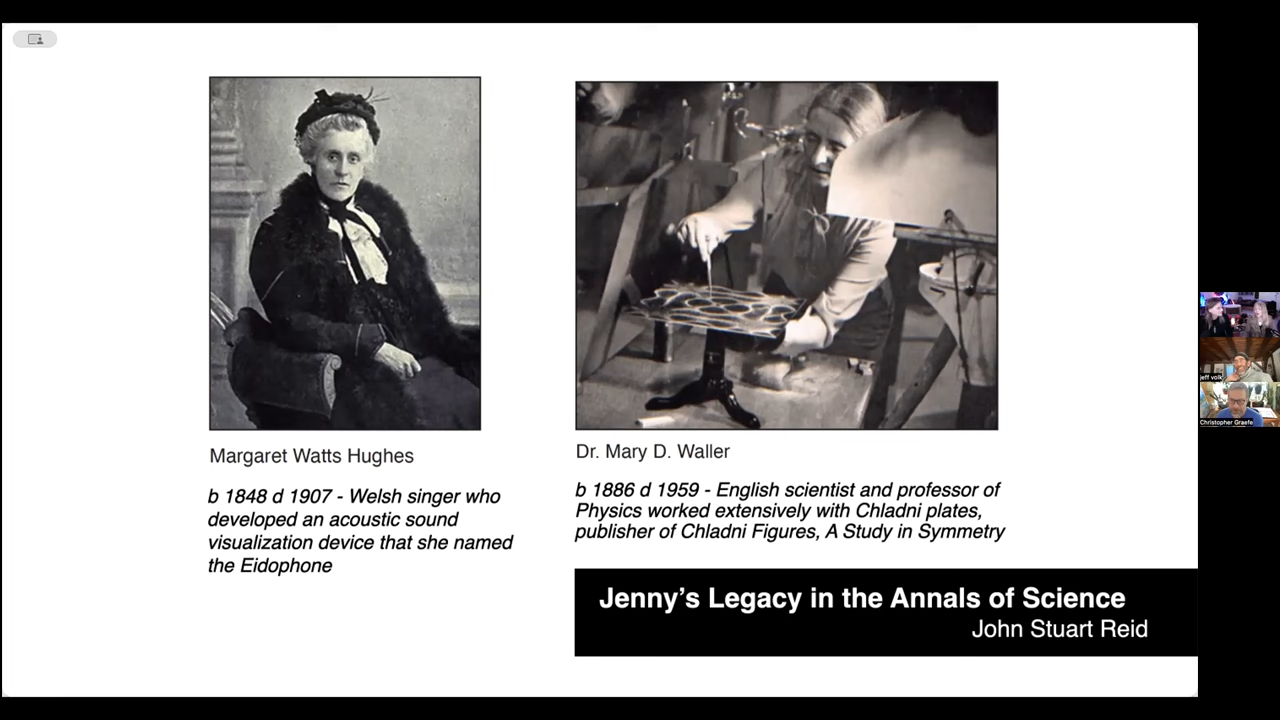 Margaret Watts Hughes
b 1848 d 1907 - Welsh singer who
developed an acoustic sound
visualization device that she named
the Eidophone
Dr. Mary D. Waller
b 1886 d 1959 - English scientist and professor of
Physics worked extensively with Chladni plates,
publisher of Chladni Figures, A Study in Symmetry
Jenny’s Legacy in the Annals of Science
John Stuart Reid
jeff volk
Christopher Graefe